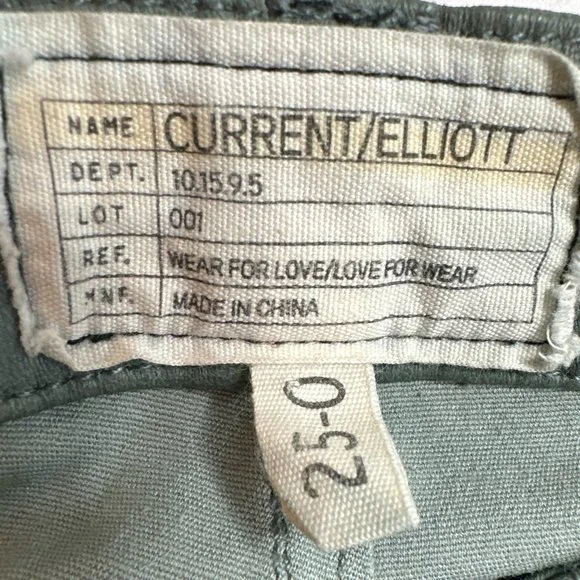 NAME CURRENT/ELLIOTT
DEPT. 10.15.9.5
LOT 001
REF. WEAR FOR LOVE/LOVE FOR WEAR
MNF. MADE IN CHINA
25-0